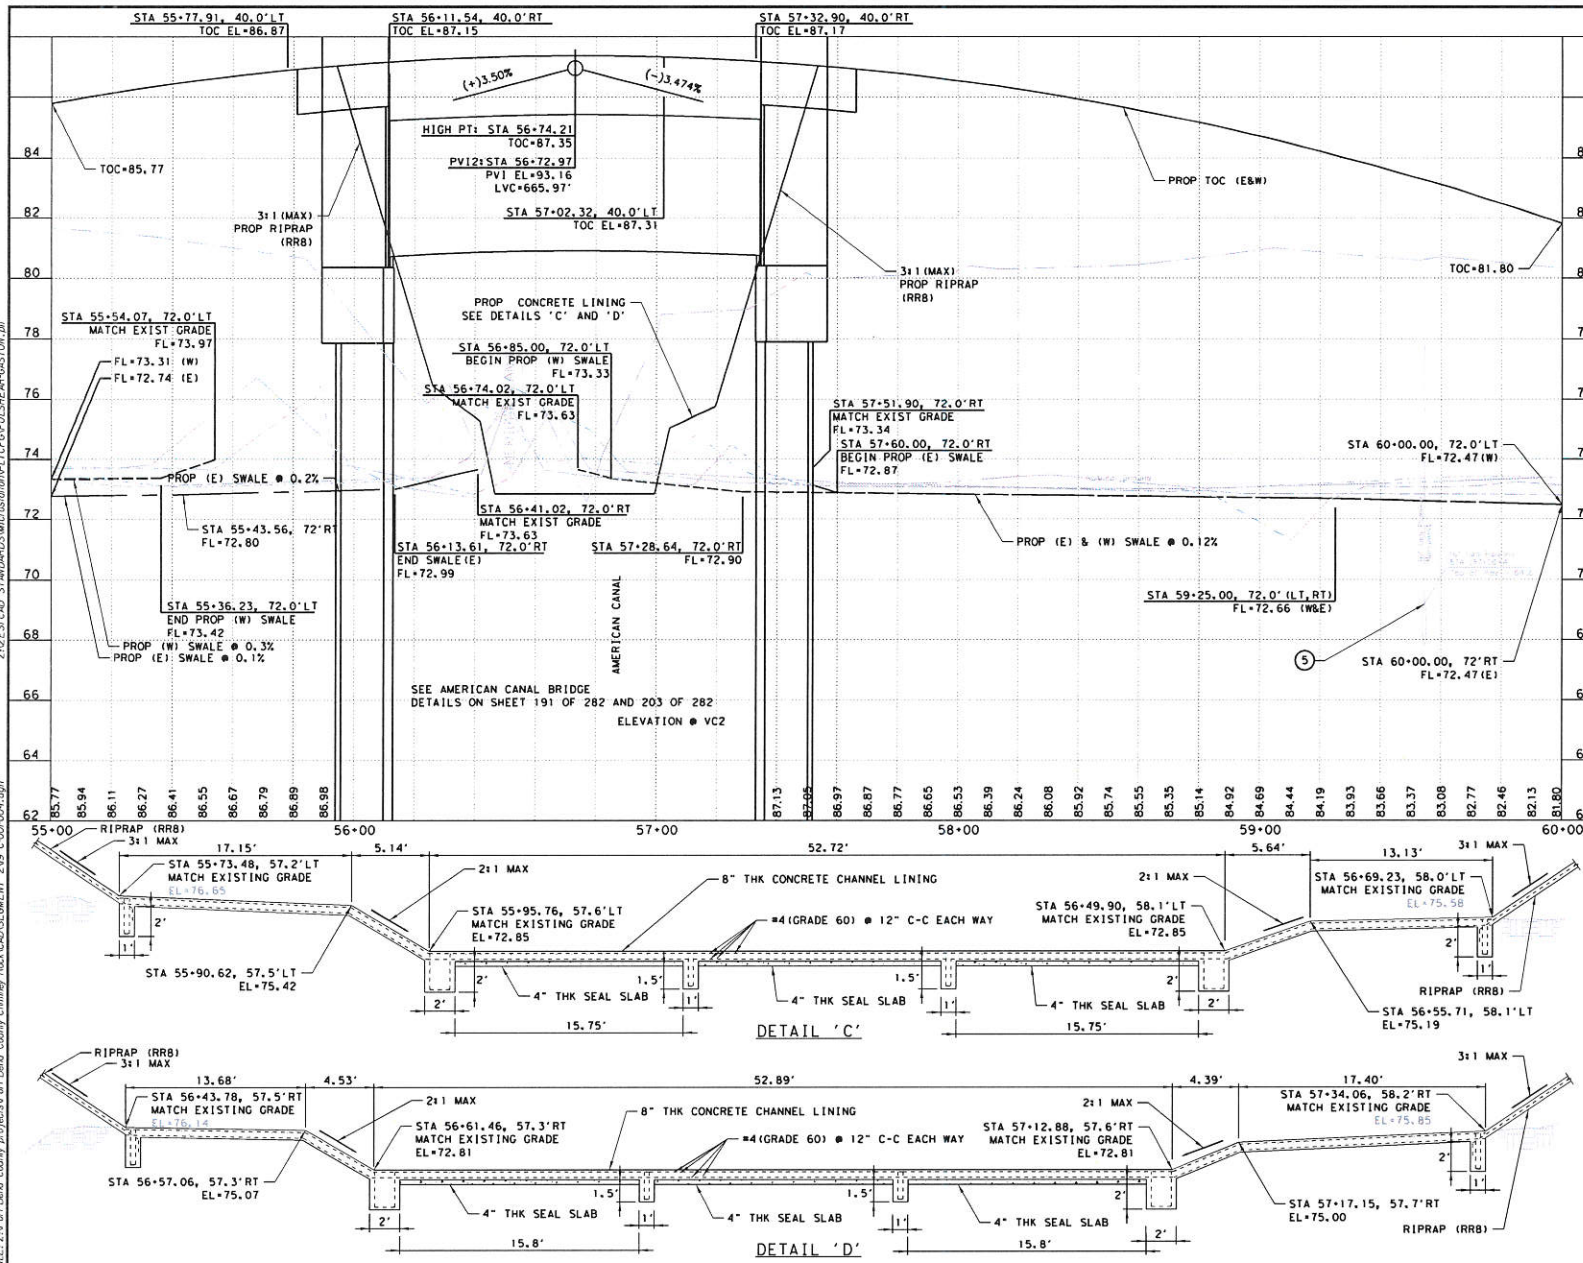 STA 55+77.91, 40.0'LT
TOC EL=86.87
STA 56+11.54, 40.0'RT
TOC EL=87.15
STA 57+32.90, 40.0'RT
TOC EL=87.17
(+)3.50%
(-)3.474%
HIGH PT: STA 56+74.21
TOC=87.35
PVI2:STA 56+72.97
PVI EL=93.16
LVC=665.97'
STA 57+02.32, 40.0'LT
TOC EL=87.31
TOC=85.77
3:1(MAX)
PROP RIPRAP
(RR8)
PROP TOC (E&W)
3:1(MAX)
PROP RIPRAP
(RR8)
TOC=81.80
84
82
80
78
76
74
72
70
68
66
64
62
PROP CONCRETE LINING
SEE DETAILS 'C' AND 'D'
STA 55+54.07, 72.0'LT
MATCH EXIST GRADE
FL=73.97
FL=73.31 (W)
FL=72.74 (E)
STA 56+85.00, 72.0'LT
BEGIN PROP (W) SWALE
FL=73.33
STA 56+74.02, 72.0'LT
MATCH EXIST GRADE
FL=73.63
STA 57+51.90, 72.0'RT
MATCH EXIST GRADE
FL=73.34
STA 57+60.00, 72.0'RT
BEGIN PROP (E) SWALE
FL=72.87
STA 60+00.00, 72.0'LT
FL=72.47(W)
PROP (E) SWALE @ 0.2%
STA 55+43.56, 72'RT
FL=72.80
STA 56+41.02, 72.0'RT
MATCH EXIST GRADE
FL=73.63
STA 56+13.61, 72.0'RT
END SWALE(E)
FL=72.99
STA 57+28.64, 72.0'RT
FL=72.90
PROP (E) & (W) SWALE @ 0.12%
STA 55+36.23, 72.0'LT
END PROP (W) SWALE
FL=73.42
PROP (W) SWALE @ 0.3%
PROP (E) SWALE @ 0.1%
AMERICAN CANAL
STA 59+25.00, 72.0'(LT,RT)
FL=72.66 (W&E)
5
STA 60+00.00, 72'RT
FL=72.47(E)
SEE AMERICAN CANAL BRIDGE
DETAILS ON SHEET 191 OF 282 AND 203 OF 282
ELEVATION @ VC2
85.77 85.94 86.11 86.27 86.41 86.55 86.67 86.79 86.89 86.98 87.13 87.05 86.97 86.87 86.77 86.65 86.53 86.39 86.24 86.08 85.92 85.74 85.55 85.35 85.14 84.92 84.69 84.44 84.19 83.93 83.66 83.37 83.08 82.77 82.46 82.13 81.80
55+00 56+00 57+00 58+00 59+00 60+00
RIPRAP (RR8)
3:1 MAX
17.15'
5.14'
52.72'
5.64'
13.13'
3:1 MAX
STA 55+73.48, 57.2'LT
MATCH EXISTING GRADE
EL=76.65
2:1 MAX
8" THK CONCRETE CHANNEL LINING
2:1 MAX
STA 56+69.23, 58.0'LT
MATCH EXISTING GRADE
EL=75.58
STA 55+95.76, 57.6'LT
MATCH EXISTING GRADE
EL=72.85
#4(GRADE 60) @ 12" C-C EACH WAY
STA 56+49.90, 58.1'LT
MATCH EXISTING GRADE
EL=72.85
2'
1'
STA 55+90.62, 57.5'LT
EL=75.42
2'
2'
4" THK SEAL SLAB
1.5'
1'
4" THK SEAL SLAB
1.5'
1'
4" THK SEAL SLAB
2'
2'
2'
1'
RIPRAP (RR8)
STA 56+55.71, 58.1'LT
EL=75.19
15.75'
15.75'
DETAIL 'C'
RIPRAP (RR8)
3:1 MAX
13.68'
4.53'
52.89'
4.39'
17.40'
3:1 MAX
STA 56+43.78, 57.5'RT
MATCH EXISTING GRADE
EL=76.14
2:1 MAX
8" THK CONCRETE CHANNEL LINING
2:1 MAX
STA 57+34.06, 58.2'RT
MATCH EXISTING GRADE
EL=75.85
STA 56+61.46, 57.3'RT
MATCH EXISTING GRADE
EL=72.81
#4(GRADE 60) @ 12" C-C EACH WAY
STA 57+12.88, 57.6'RT
MATCH EXISTING GRADE
EL=72.81
STA 56+57.06, 57.3'RT
EL=75.07
2'
4" THK SEAL SLAB
1.5'
1'
4" THK SEAL SLAB
1.5'
1'
4" THK SEAL SLAB
2'
2'
2'
1'
STA 57+17.15, 57.7'RT
EL=75.00
RIPRAP (RR8)
15.8'
15.8'
DETAIL 'D'